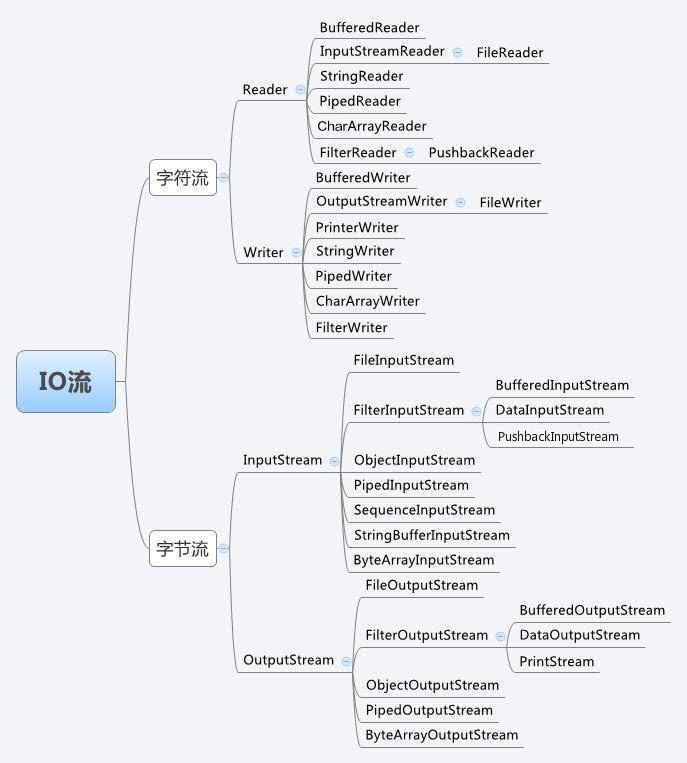 IO流
字符流
Reader
BufferedReader
InputStreamReader
FileReader
StringReader
PipedReader
CharArrayReader
FilterReader
PushbackReader
Writer
BufferedWriter
OutputStreamWriter
FileWriter
PrinterWriter
StringWriter
PipedWriter
CharArrayWriter
FilterWriter
字节流
InputStream
FileInputStream
FilterInputStream
BufferedInputStream
DataInputStream
PushbackInputStream
ObjectInputStream
PipedInputStream
SequenceInputStream
StringBufferInputStream
ByteArrayInputStream
OutputStream
FileOutputStream
FilterOutputStream
BufferedOutputStream
DataOutputStream
PrintStream
ObjectOutputStream
PipedOutputStream
ByteArrayOutputStream